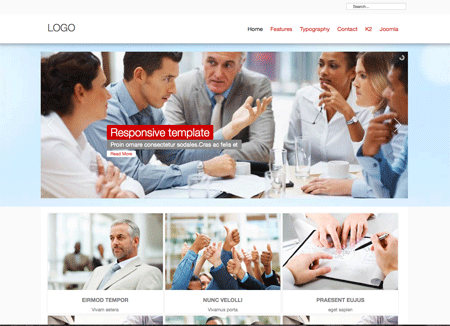 Search...
LOGO
Home Features Typography Contact K2 Joomla
Responsive template
Proin ornare consectetur sodales.Cras ac felis et
Read More
EIRMOD TEMPOR NUNC VELOLLI PRAESENT EUJUS
Vivam astera Vivamus porta eget sapien